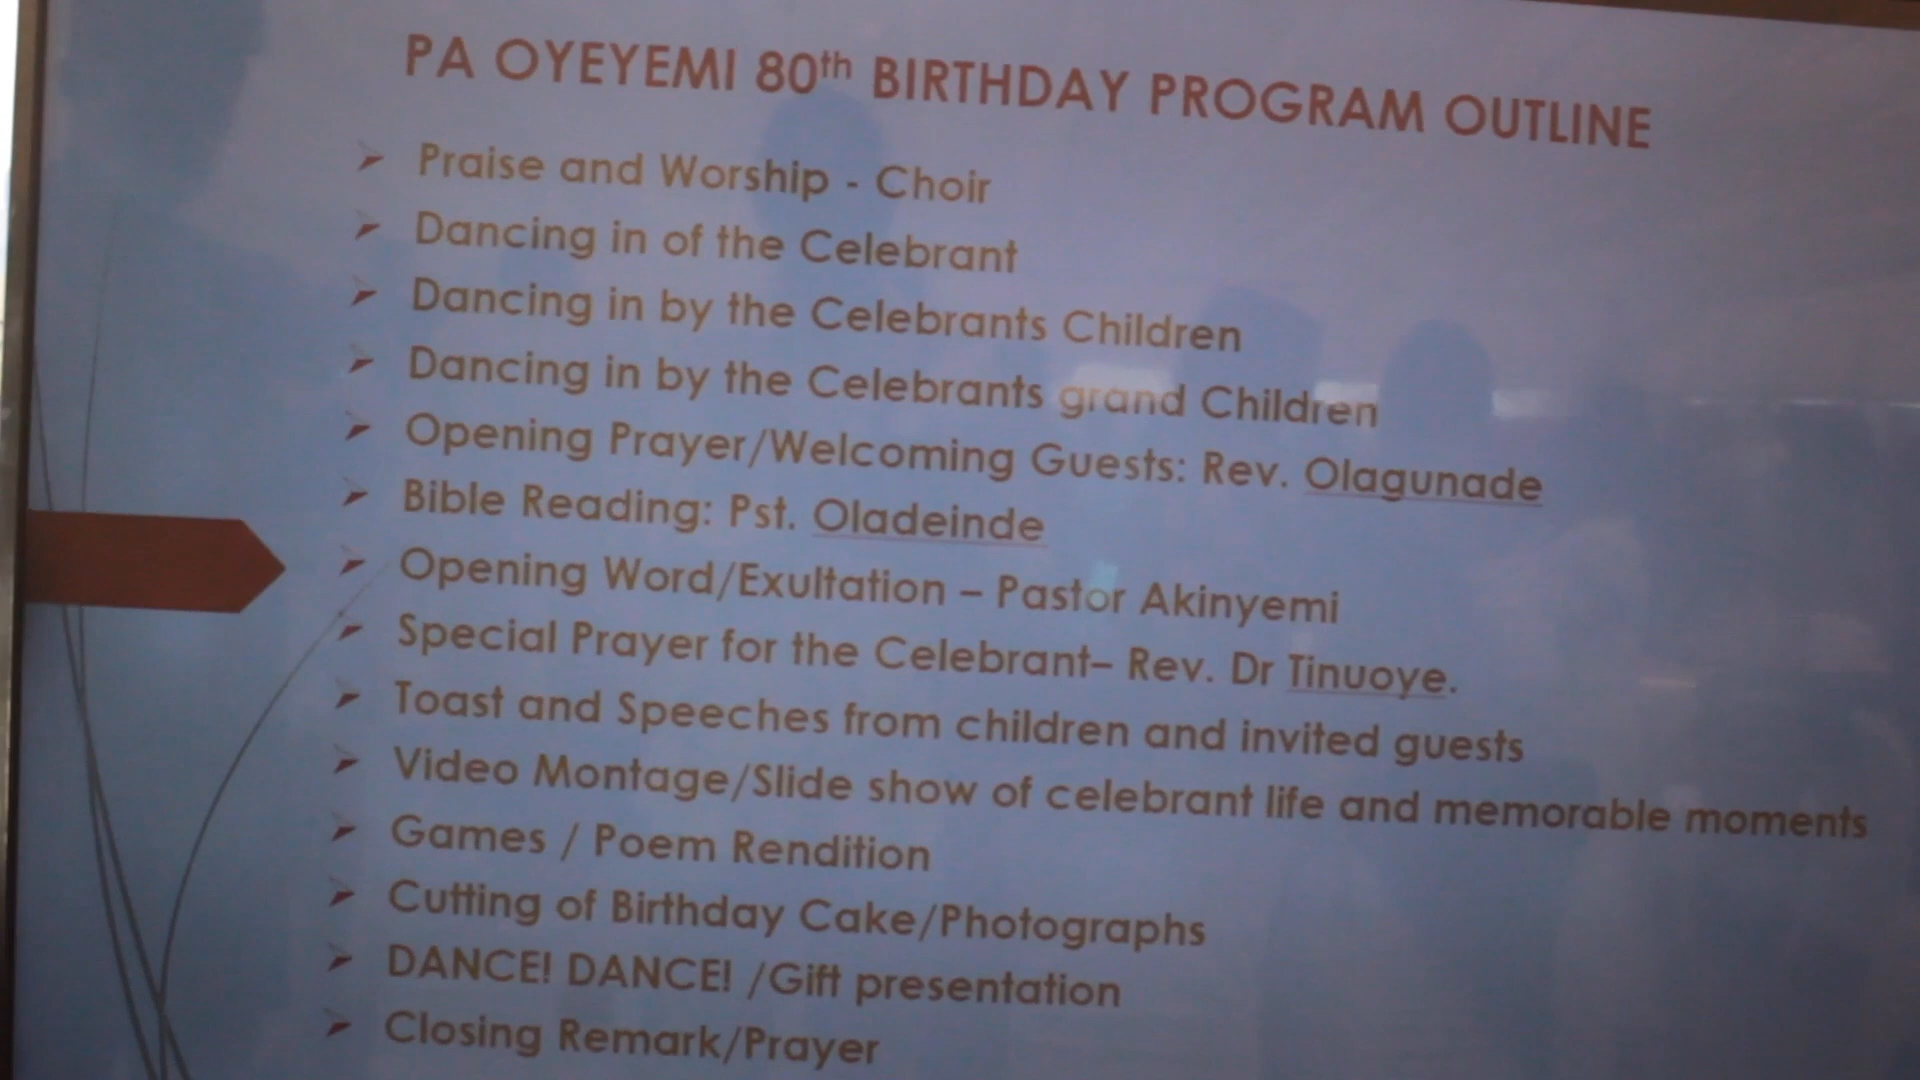 PA OYEYEMI 80th BIRTHDAY PROGRAM OUTLINE
Praise and Worship - Choir
Dancing in of the Celebrant
Dancing in by the Celebrants Children
Dancing in by the Celebrants grand Children
Opening Prayer/Welcoming Guests: Rev. Olagunade
Bible Reading: Pst. Oladeinde
Opening Word/Exultation – Pastor Akinyemi
Special Prayer for the Celebrant– Rev. Dr Tinuoye.
Toast and Speeches from children and invited guests
Video Montage/Slide show of celebrant life and memorable moments
Games / Poem Rendition
Cutting of Birthday Cake/Photographs
DANCE! DANCE! /Gift presentation
Closing Remark/Prayer